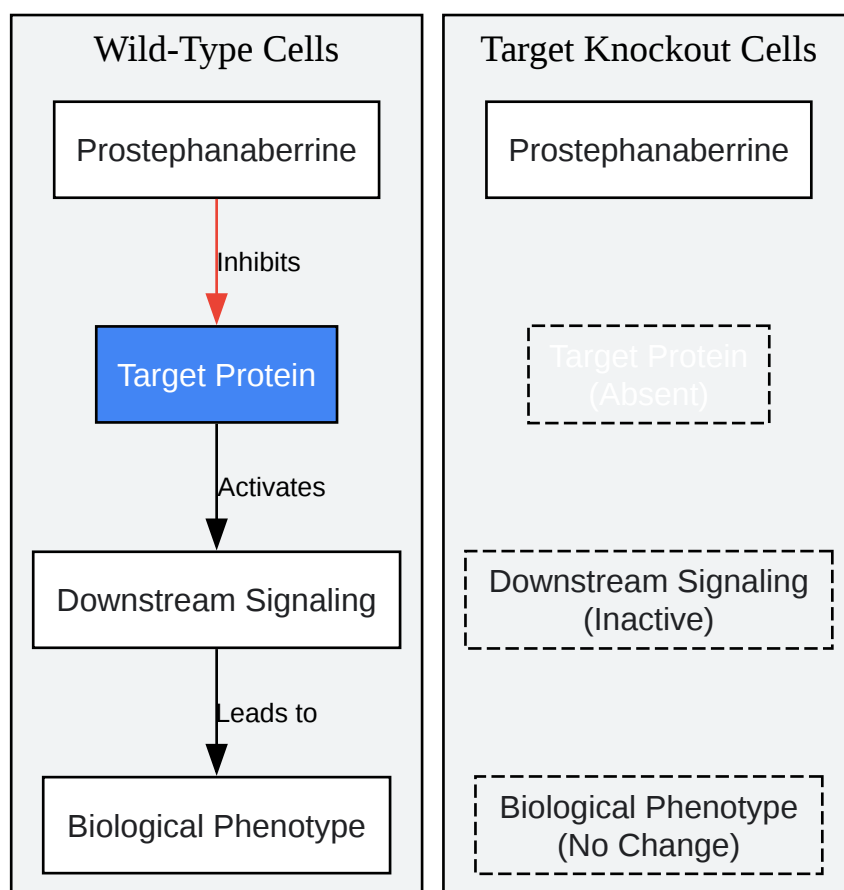 Wild-Type Cells
Prostephanaberrine
Inhibits
Target Protein
Activates
Downstream Signaling
Leads to
Biological Phenotype
Target Knockout Cells
Prostephanaberrine
Target Protein
(Absent)
Downstream Signaling
(Inactive)
Biological Phenotype
(No Change)